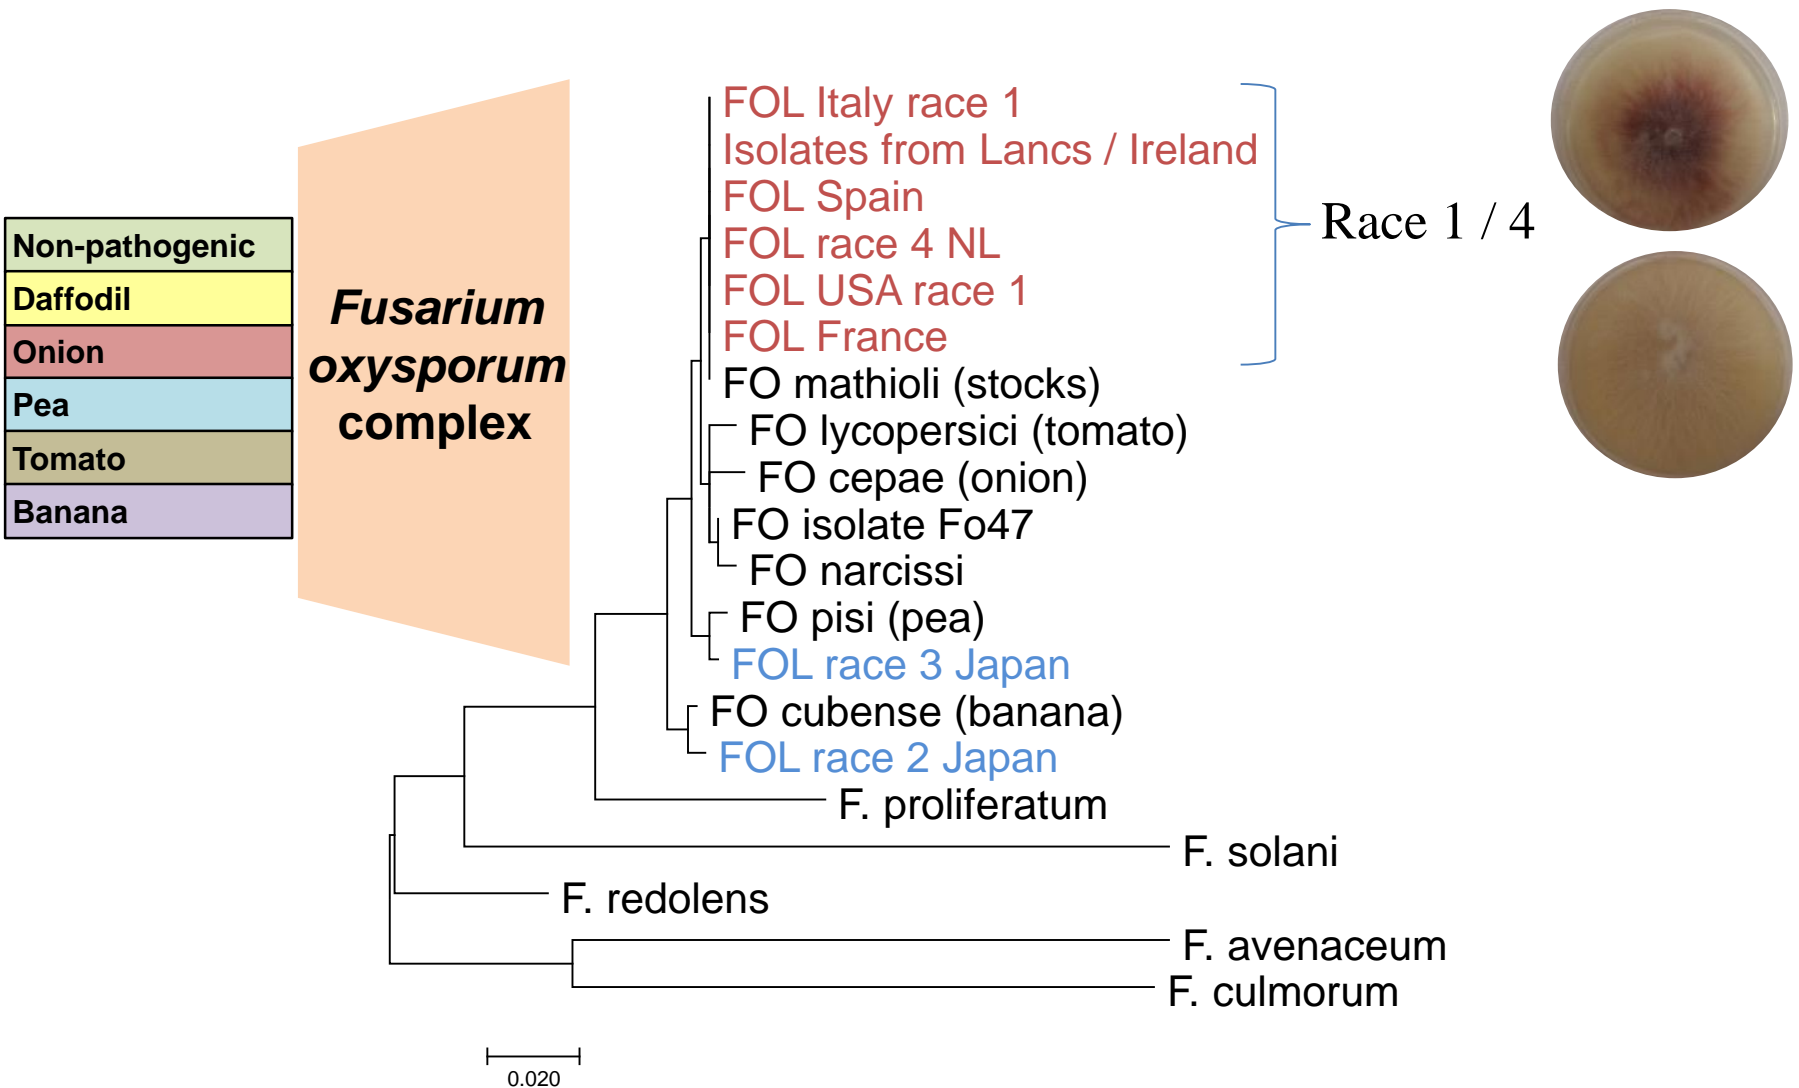 Non-pathogenic
Daffodil
Onion
Pea
Tomato
Banana
Fusarium
oxysporum
complex
FOL Italy race 1
Isolates from Lancs / Ireland
FOL Spain
FOL race 4 NL
FOL USA race 1
FOL France
Race 1 / 4
FO mathioli (stocks)
FO lycopersici (tomato)
FO cepae (onion)
FO isolate Fo47
FO narcissi
FO pisi (pea)
FOL race 3 Japan
FO cubense (banana)
FOL race 2 Japan
F. proliferatum
F. solani
F. redolens
F. avenaceum
F. culmorum
0.020